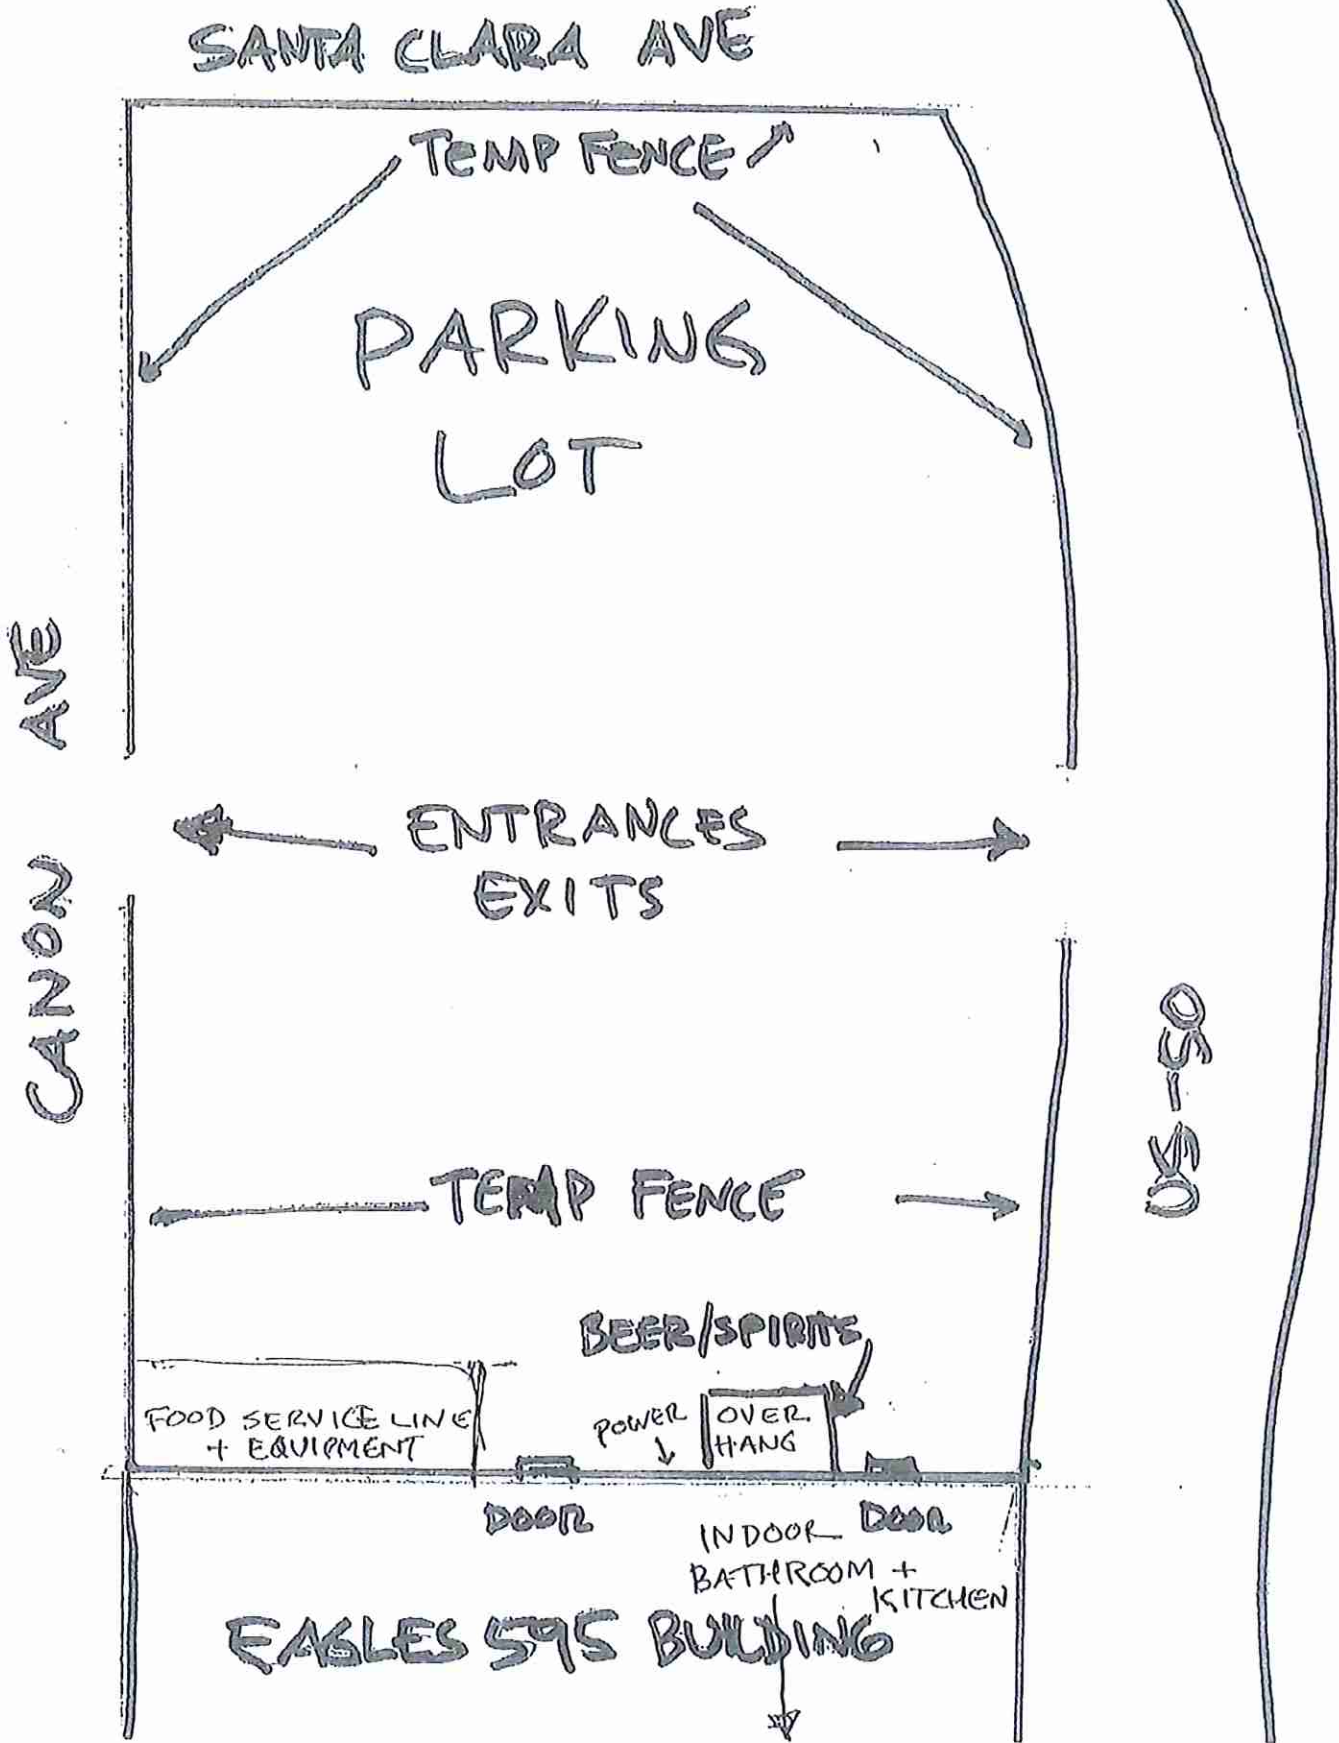 SANTA CLARA AVE
TEMP FENCE
PARKING
LOT
CANON AVE
ENTRANCES
EXITS
US-50
TEMP FENCE
BEER/SPIRITS
FOOD SERVICE LINE
+ EQUIPMENT
POWER
OVER
HANG
DOOR
DOOR
INDOOR
BATHROOM +
KITCHEN
EAGLES 595 BUILDING